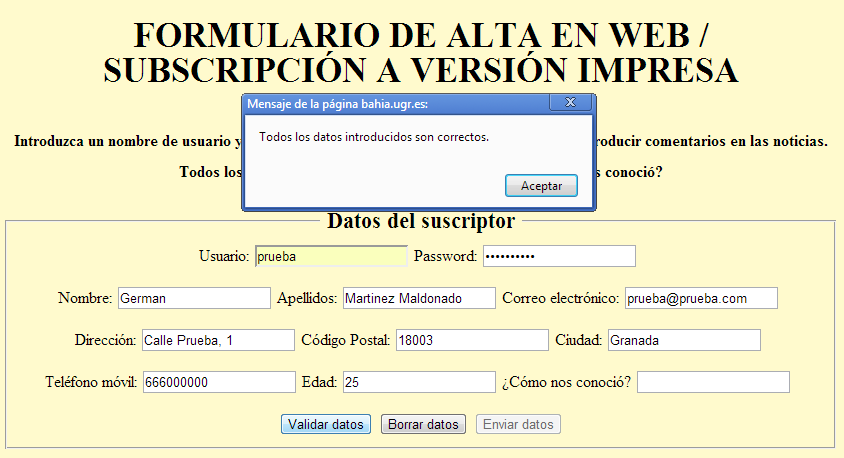 FORMULARIO DE ALTA EN WEB /
SUBSCRIPCIÓN A VERSIÓN IMPRESA
Mensaje de la página bahia.ugr.es:
Todos los datos introducidos son correctos.
Aceptar
Introduzca un nombre de usuario y roducir comentarios en las noticias.
Todos los s conoció?
Datos del suscriptor
Usuario: prueba Password: ••••••••••
Nombre: German Apellidos: Martinez Maldonado Correo electrónico: prueba@prueba.com
Dirección: Calle Prueba, 1 Código Postal: 18003 Ciudad: Granada
Teléfono móvil: 666000000 Edad: 25 ¿Cómo nos conoció?
Validar datos Borrar datos Enviar datos